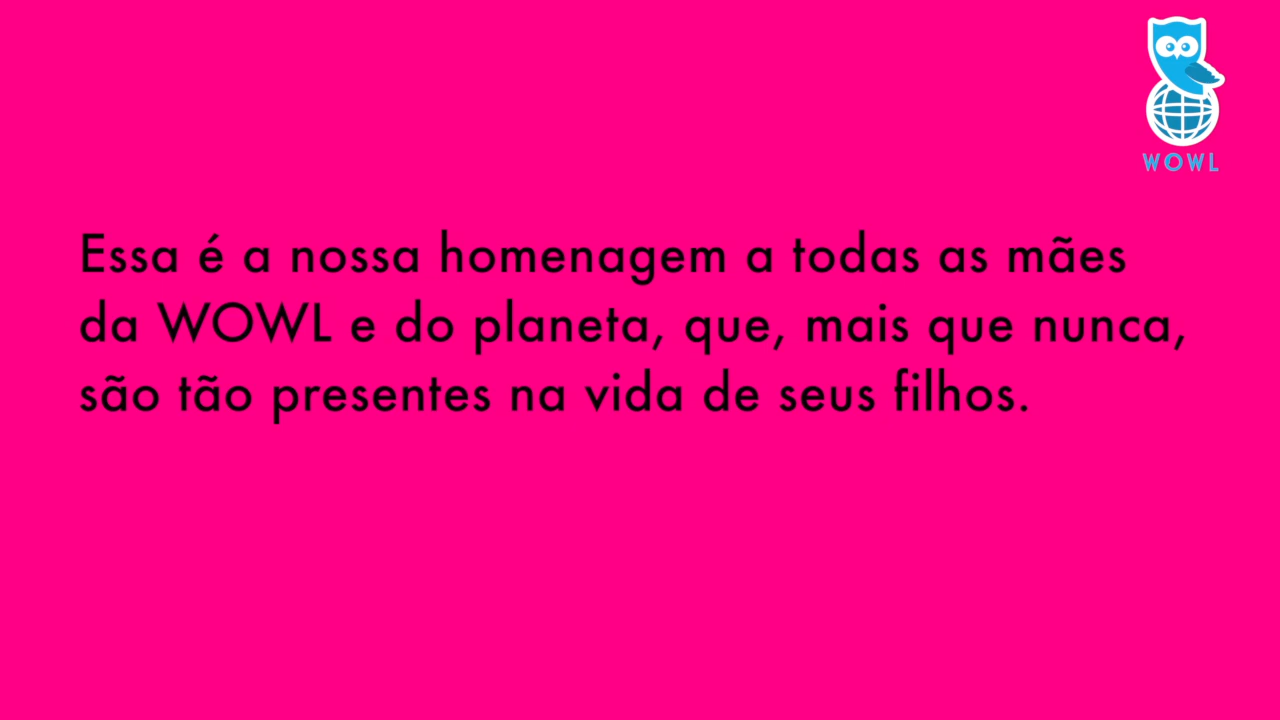 WOWL
Essa é a nossa homenagem a todas as mães
da WOWL e do planeta, que, mais que nunca,
são tão presentes na vida de seus filhos.